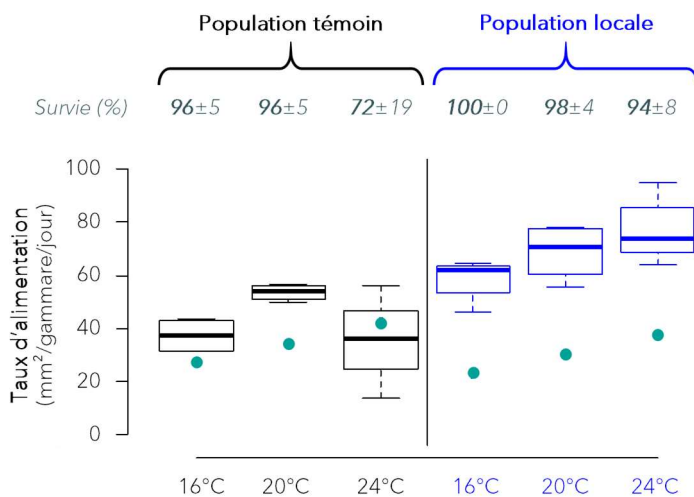 Population témoin Population locale
Survie (%) 96±5 96±5 72±19 100±0 98±4 94±8
Taux d'alimentation
(mm²/gammare/jour)
100
80
60
40
20
0
16°C 20°C 24°C 16°C 20°C 24°C